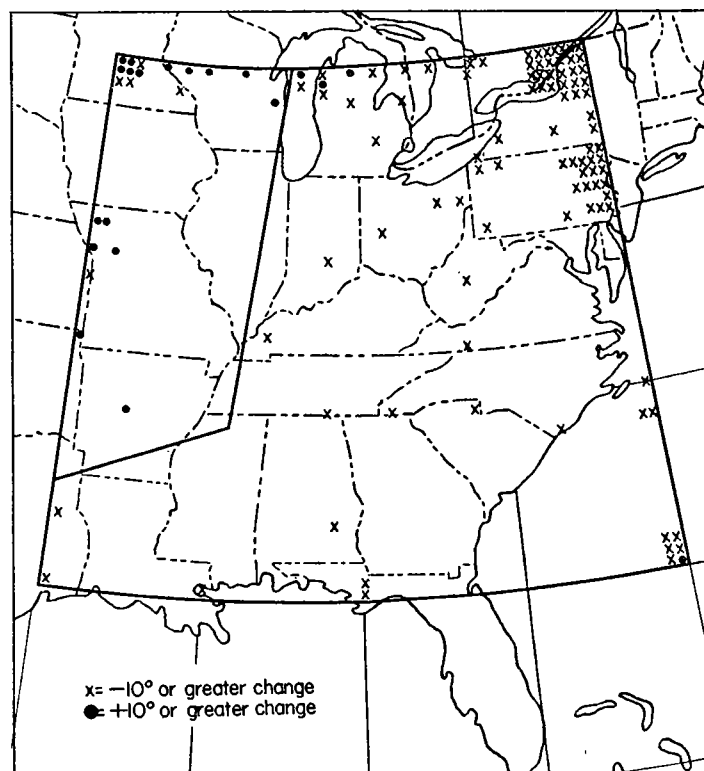 x= −10° or greater change
●= +10° or greater change